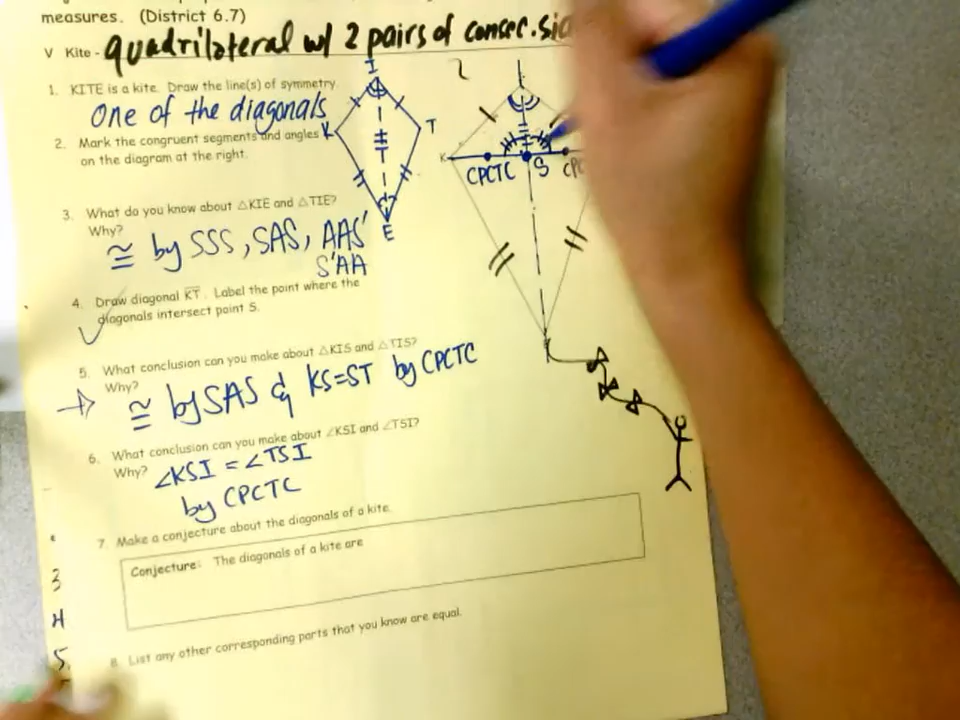 measures. (District 6.7)
V Kite - quadrilateral w/ 2 pairs of consec.
1. KITE is a kite. Draw the line(s) of symmetry.
One of the diagonals
2. Mark the congruent segments and angles
on the diagram at the right.
I
K
T
E
K
CPCTC
S
3. What do you know about △KIE and △TIE?
Why?
≅ by SSS, SAS, AAS'
S'AA
4. Draw diagonal KT. Label the point where the
diagonals intersect point S.
5. What conclusion can you make about △KIS and △TIS?
Why?
≅ by SAS & KS=ST by CPCTC
6. What conclusion can you make about ∠KSI and ∠TSI?
Why? ∠KSI = ∠TSI
by CPCTC
7. Make a conjecture about the diagonals of a kite.
Conjecture: The diagonals of a kite are
8. List any other corresponding parts that you know are equal.
3
4
5.